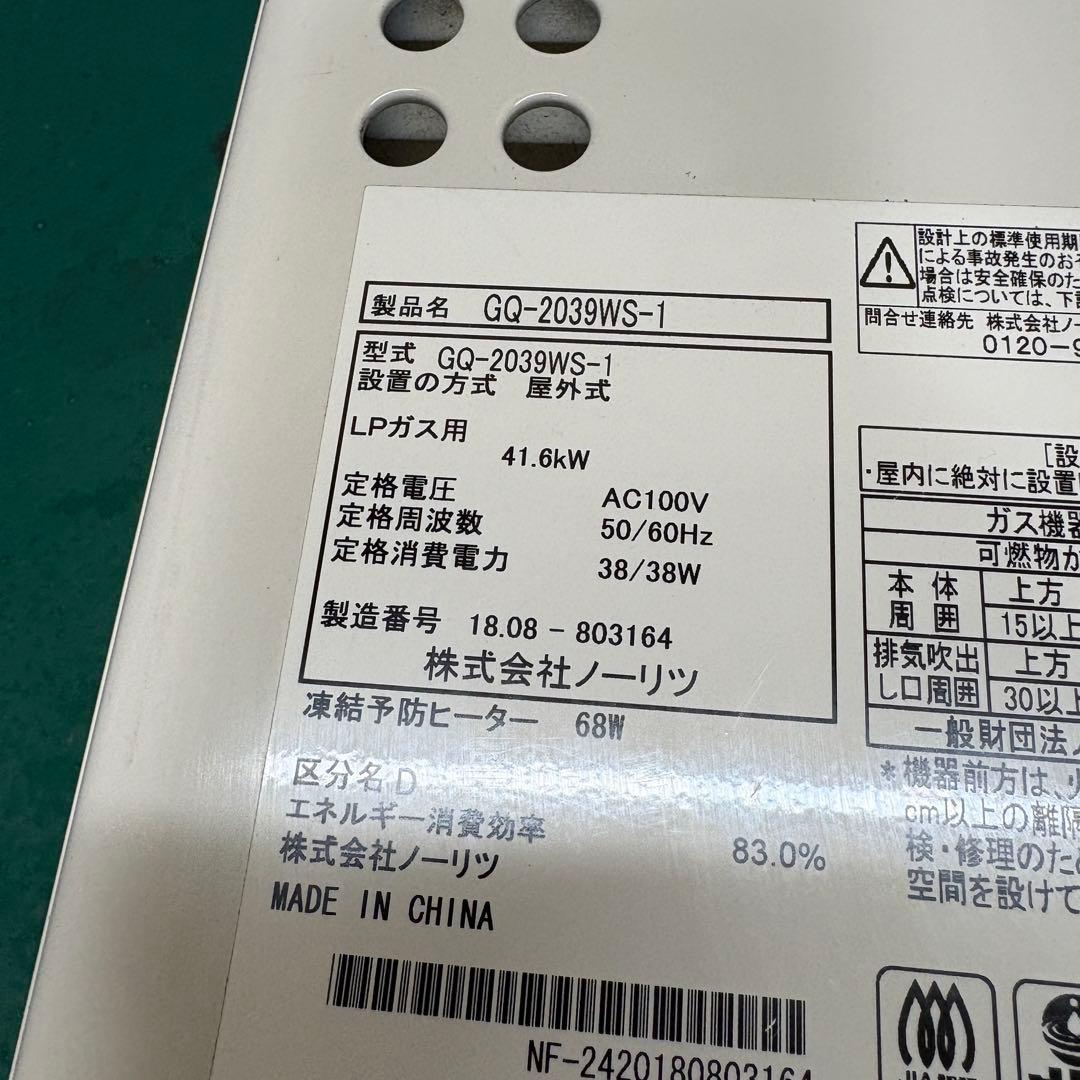 製品名 GQ-2039WS-1
型式 GQ-2039WS-1
設置の方式 屋外式
LPガス用
41.6kW
定格電圧 AC100V
定格周波数 50/60Hz
定格消費電力 38/38W
製造番号 18.08 - 803164
株式会社ノーリツ
凍結予防ヒーター 68W
区分名 D
エネルギー消費効率 83.0%
株式会社ノーリツ
MADE IN CHINA
NF-2420180803164
設計上の標準使用期
による事故発生のおそ
場合は安全確保のた
点検については、下記
問合せ連絡先 株式会社ノー
0120-9
[設
・屋内に絶対に設置
ガス機器
可燃物か
本体周囲 上方
15以上
排気吹出し口周囲 上方
30以上
一般財団法人
*機器前方は、
cm以上の離隔
検・修理のため
空間を設けて